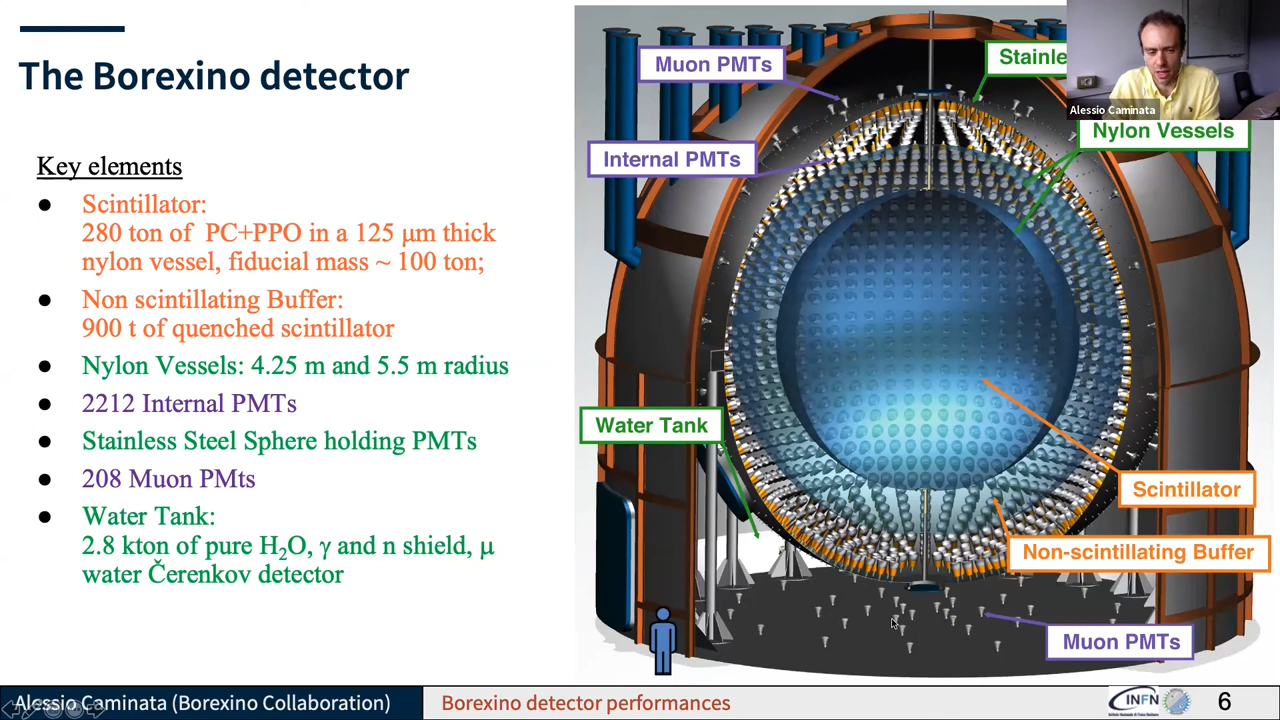 The Borexino detector
Key elements
● Scintillator:
280 ton of PC+PPO in a 125 μm thick
nylon vessel, fiducial mass ~ 100 ton;
● Non scintillating Buffer:
900 t of quenched scintillator
● Nylon Vessels: 4.25 m and 5.5 m radius
● 2212 Internal PMTs
● Stainless Steel Sphere holding PMTs
● 208 Muon PMts
● Water Tank:
2.8 kton of pure H₂O, γ and n shield, μ
water Čerenkov detector
Muon PMTs
Stainle
Alessio Caminata
Nylon Vessels
Internal PMTs
Water Tank
Scintillator
Non-scintillating Buffer
Muon PMTs
Alessio Caminata (Borexino Collaboration)
Borexino detector performances
INFN
6